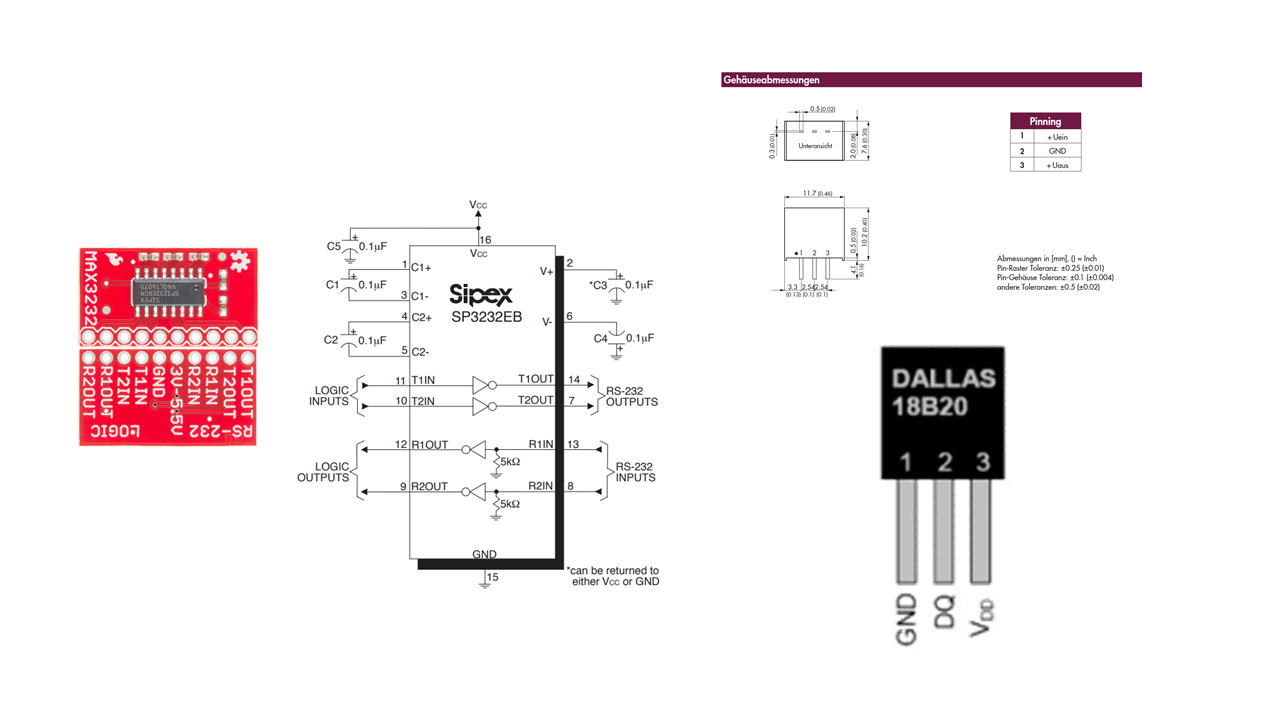 MAX3232
SIPEX
SP3232EBCN
R2OUT
R1OUT
T2IN
T1IN
GND
3V-5.5V
R2IN
R1IN
T2OUT
T1OUT
LOGIC
RS-232
VCC
16
VCC
C5
+
0.1µF
1
C1+
C1
+
0.1µF
3
C1-
4
C2+
C2
+
0.1µF
5
C2-
Sipex
SP3232EB
2
V+
*C3
+
0.1µF
6
V-
C4
0.1µF
+
LOGIC
INPUTS
11
T1IN
T1OUT
14
10
T2IN
T2OUT
7
RS-232
OUTPUTS
LOGIC
OUTPUTS
12
R1OUT
R1IN
13
5kΩ
9
R2OUT
R2IN
8
5kΩ
RS-232
INPUTS
GND
15
*can be returned to
either VCC or GND
Gehäuseabmessungen
0.5 (0.02)
0.3 (0.01)
Unteransicht
2.0 (0.08)
7.6 (0.30)
11.7 (0.46)
0.5 (0.02)
10.2 (0.40)
1 2 3
4.1
(0.16)
3.3 2.54 2.54
(0.13) (0.1) (0.1)
Pinning
1 +Uein
2 GND
3 +Uaus
Abmessungen in [mm], () = Inch
Pin-Raster Toleranz: ±0.25 (±0.01)
Pin-Gehäuse Toleranz: ±0.1 (±0.004)
andere Toleranzen: ±0.5 (±0.02)
DALLAS
18B20
1 2 3
GND
DQ
VDD